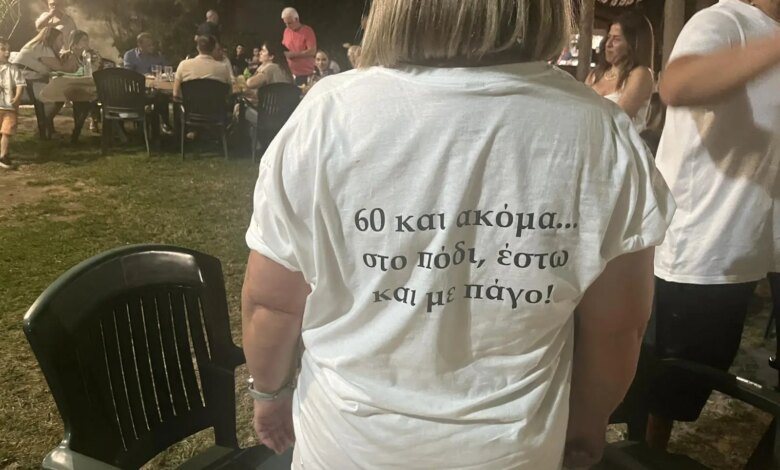 60 και ακόμα...
στο πόδι, έστω
και με πάγο!